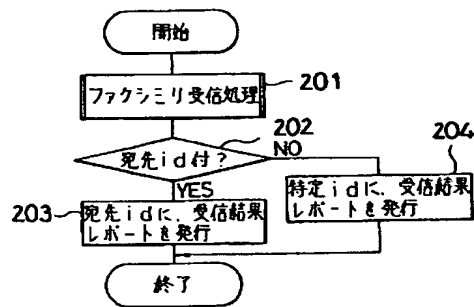 開始
ファクシミリ受信処理
201
宛先id付?
202
NO
204
YES
203
宛先idに、受信結果
レポートを発行
特定idに、受信結果
レポートを発行
終了